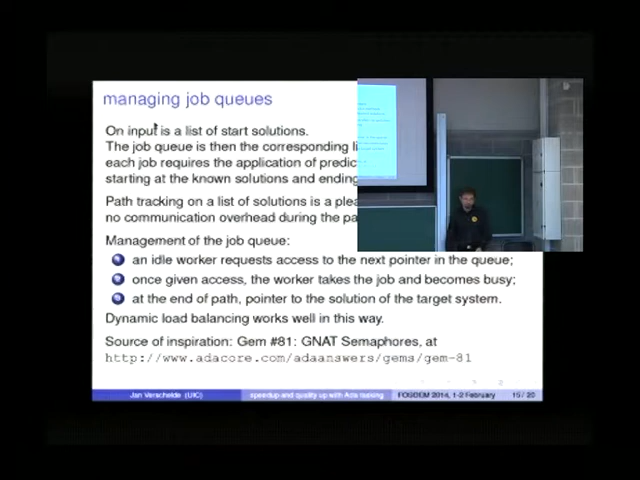 managing job queues
On input is a list of start solutions.
The job queue is then the corresponding li
each job requires the application of predic
starting at the known solutions and ending
Path tracking on a list of solutions is a plea
no communication overhead during the pa
Management of the job queue:
1 an idle worker requests access to the next pointer in the queue;
2 once given access, the worker takes the job and becomes busy;
3 at the end of path, pointer to the solution of the target system.
Dynamic load balancing works well in this way.
Source of inspiration: Gem #81: GNAT Semaphores, at
http://www.adacore.com/adaanswers/gems/gem-81
Jan Verschelde (UIC) speedup and quality up with Ada tasking FOSDEM 2014, 1-2 February 15 / 20